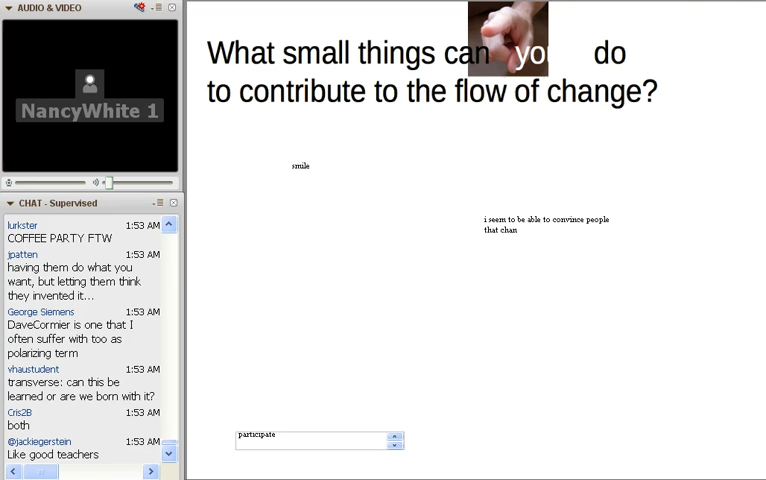 AUDIO & VIDEO
NancyWhite 1
CHAT - Supervised
lurkster 1:53 AM
COFFEE PARTY FTW
jpatten 1:53 AM
having them do what you
want, but letting them think
they invented it...
George Siemens 1:53 AM
DaveCormier is one that I
often suffer with too as
polarizing term
vhaustudent 1:53 AM
transverse: can this be
learned or are we born with it?
Cris2B 1:53 AM
both
@jackiegerstein 1:53 AM
Like good teachers
What small things can you do
to contribute to the flow of change?
smile
i seem to be able to convince people
that chan
participate